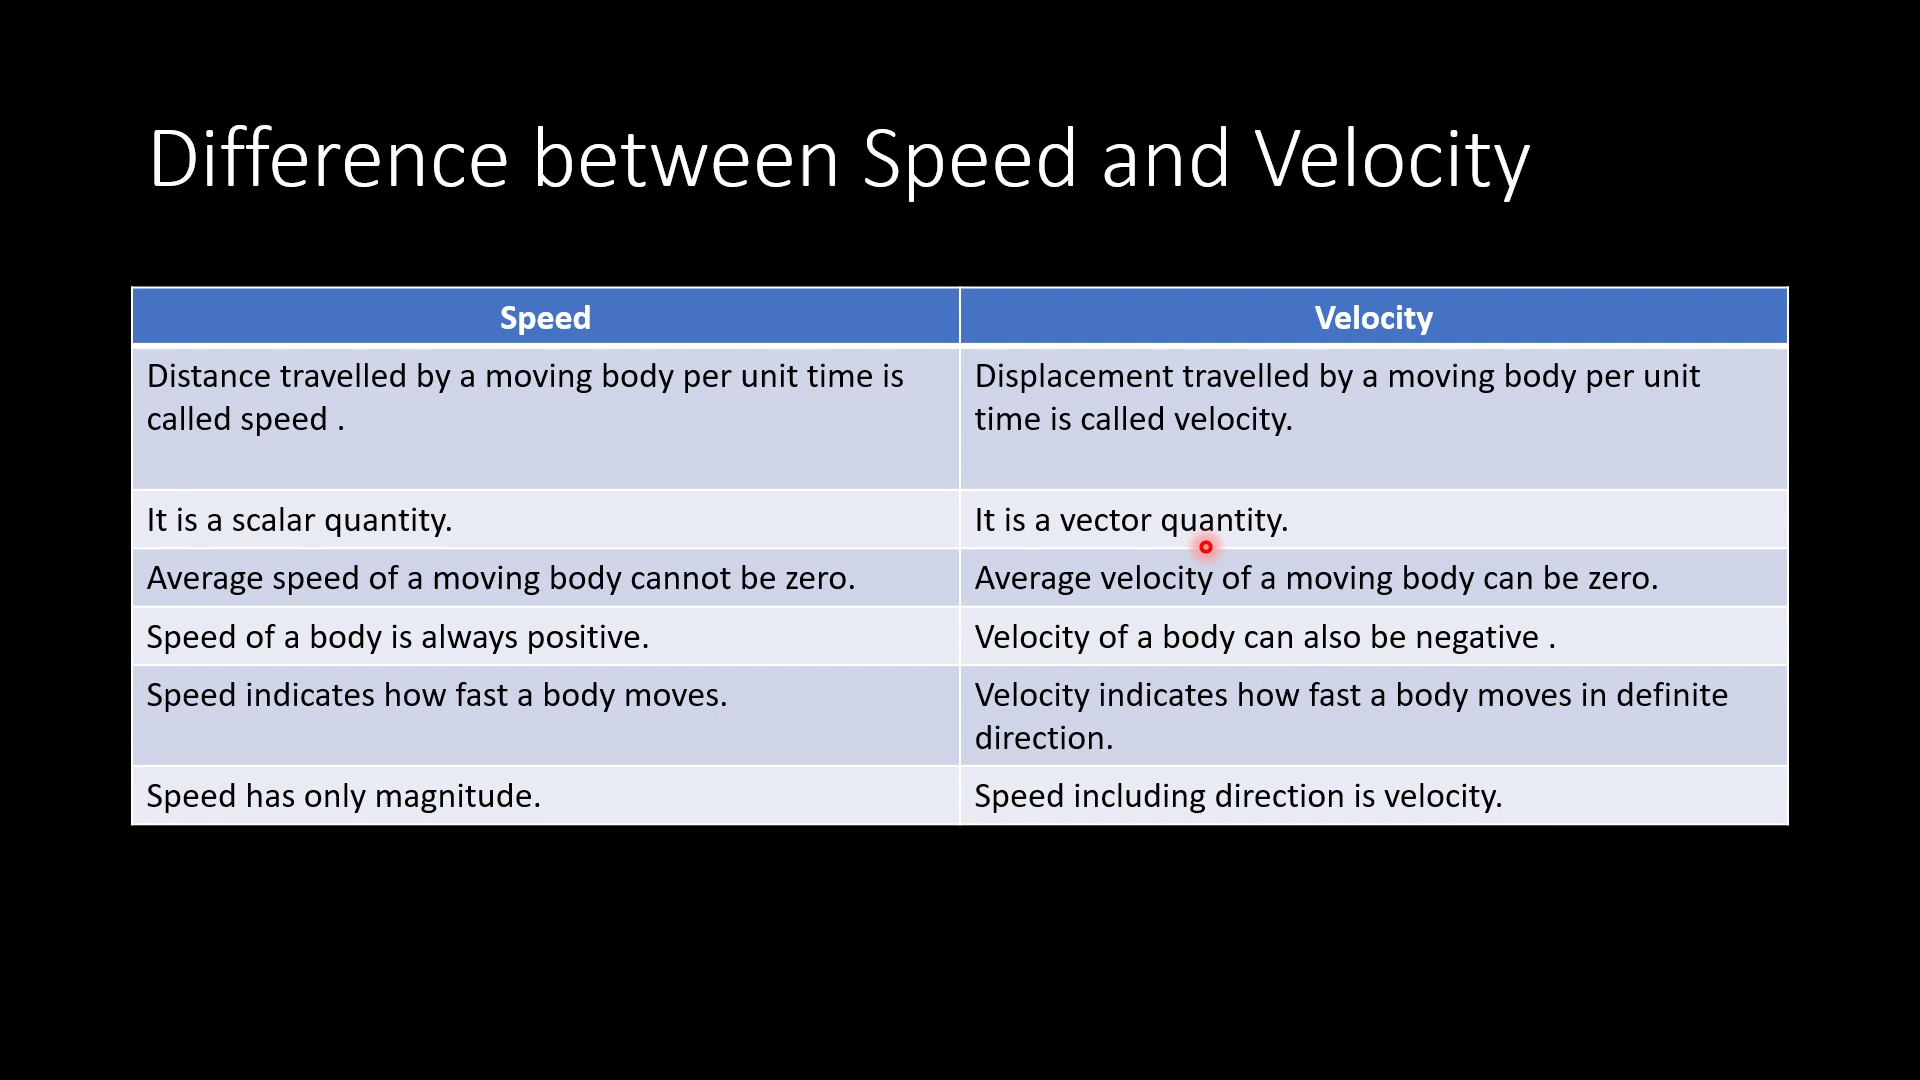 Difference between Speed and Velocity
Speed
Velocity
Distance travelled by a moving body per unit time is
called speed .
Displacement travelled by a moving body per unit
time is called velocity.
It is a scalar quantity.
It is a vector quantity.
Average speed of a moving body cannot be zero.
Average velocity of a moving body can be zero.
Speed of a body is always positive.
Velocity of a body can also be negative .
Speed indicates how fast a body moves.
Velocity indicates how fast a body moves in definite
direction.
Speed has only magnitude.
Speed including direction is velocity.